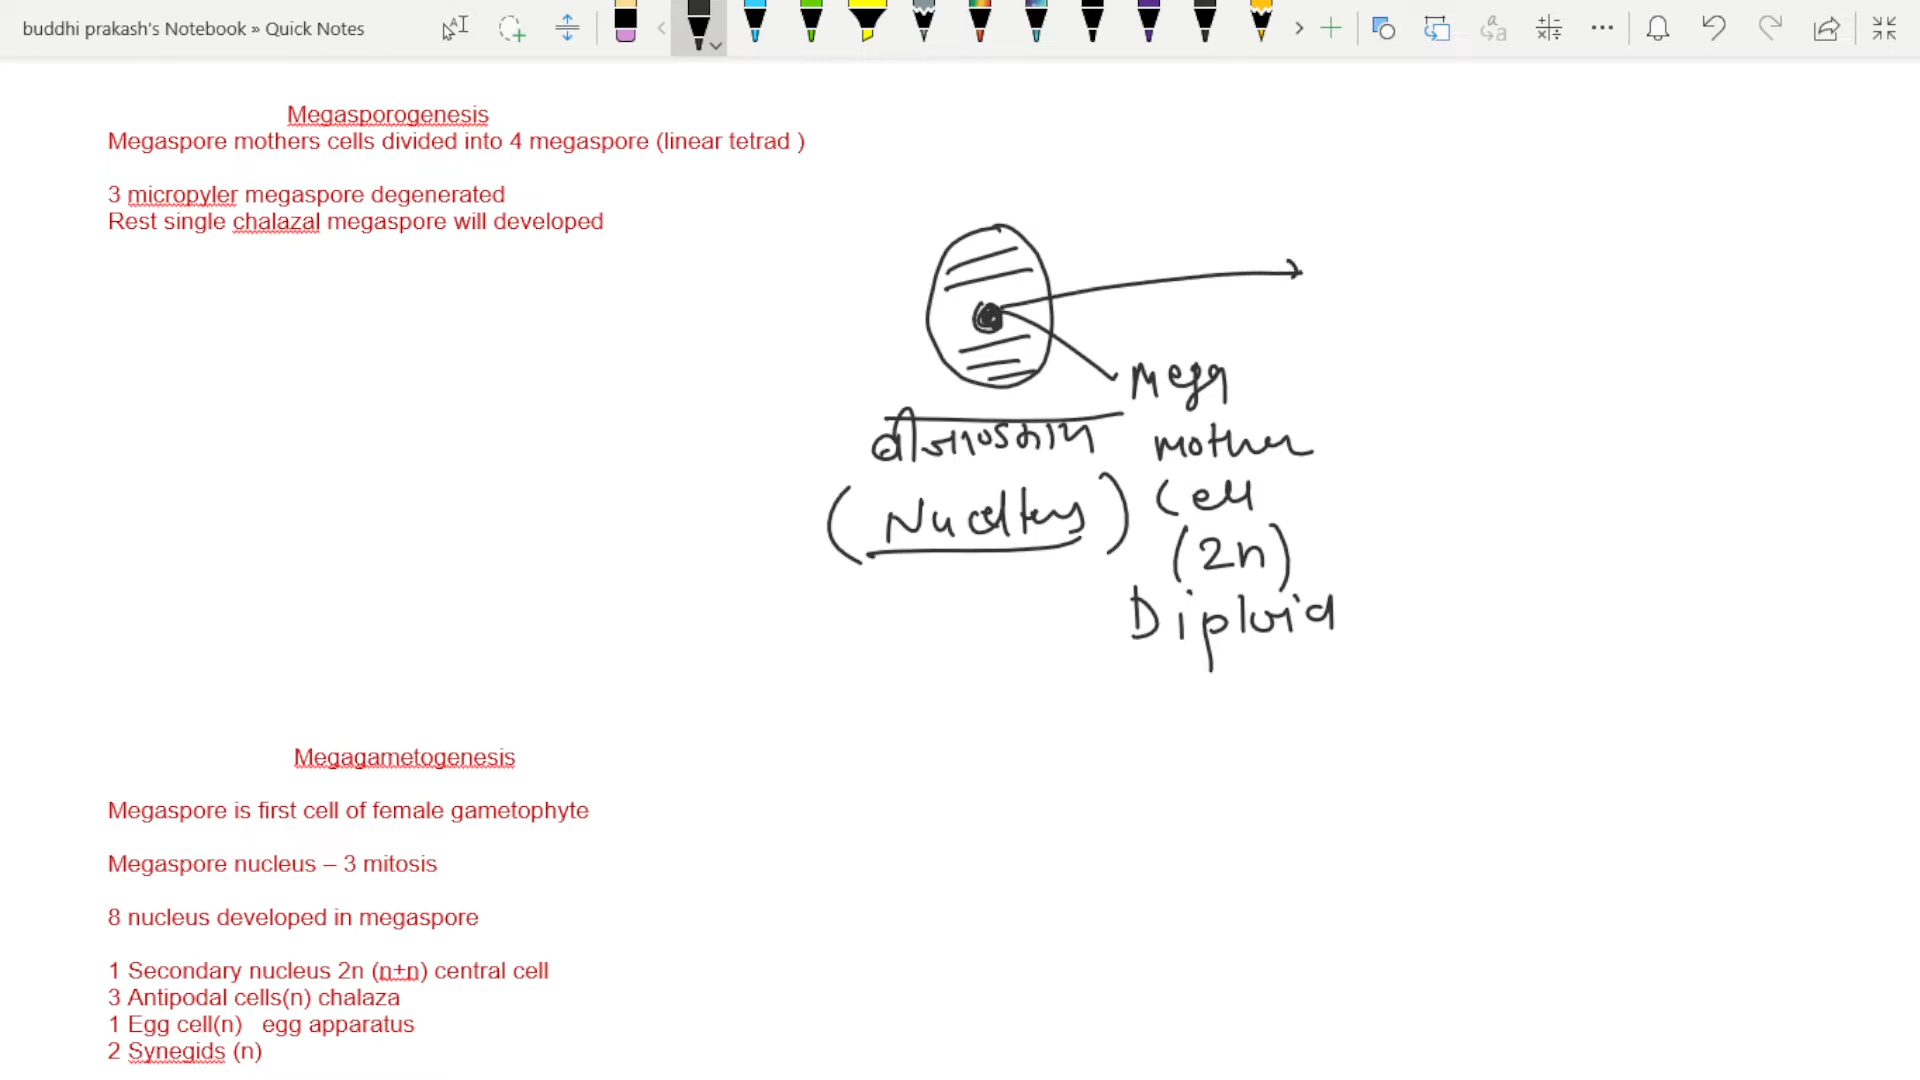 buddhi prakash's Notebook » Quick Notes
Megasporogenesis
Megaspore mothers cells divided into 4 megaspore (linear tetrad )
3 micropyler megaspore degenerated
Rest single chalazal megaspore will developed
Mega
mother
cell
(2n)
Diploid
बीजाण्डकाय
(Nucellus)
Megagametogenesis
Megaspore is first cell of female gametophyte
Megaspore nucleus – 3 mitosis
8 nucleus developed in megaspore
1 Secondary nucleus 2n (n+n) central cell
3 Antipodal cells(n) chalaza
1 Egg cell(n) egg apparatus
2 Synegids (n)